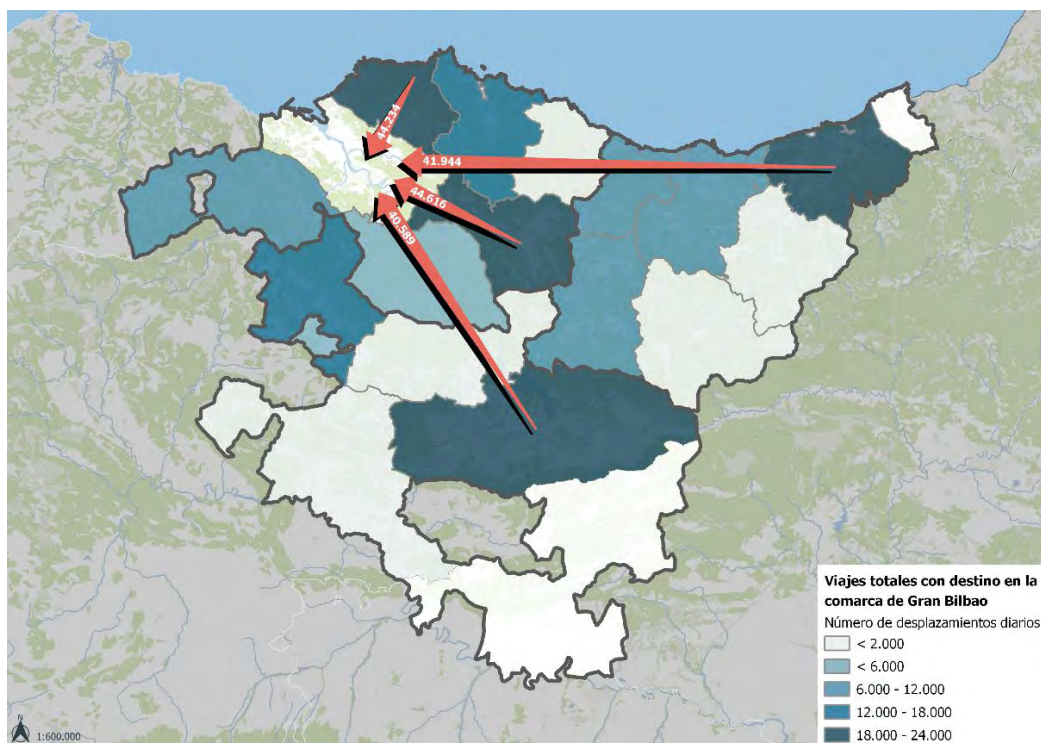 44.234
41.944
44.616
40.589
Viajes totales con destino en la
comarca de Gran Bilbao
Número de desplazamientos diarios
< 2.000
< 6.000
6.000 - 12.000
12.000 - 18.000
18.000 - 24.000
N
1:600.000